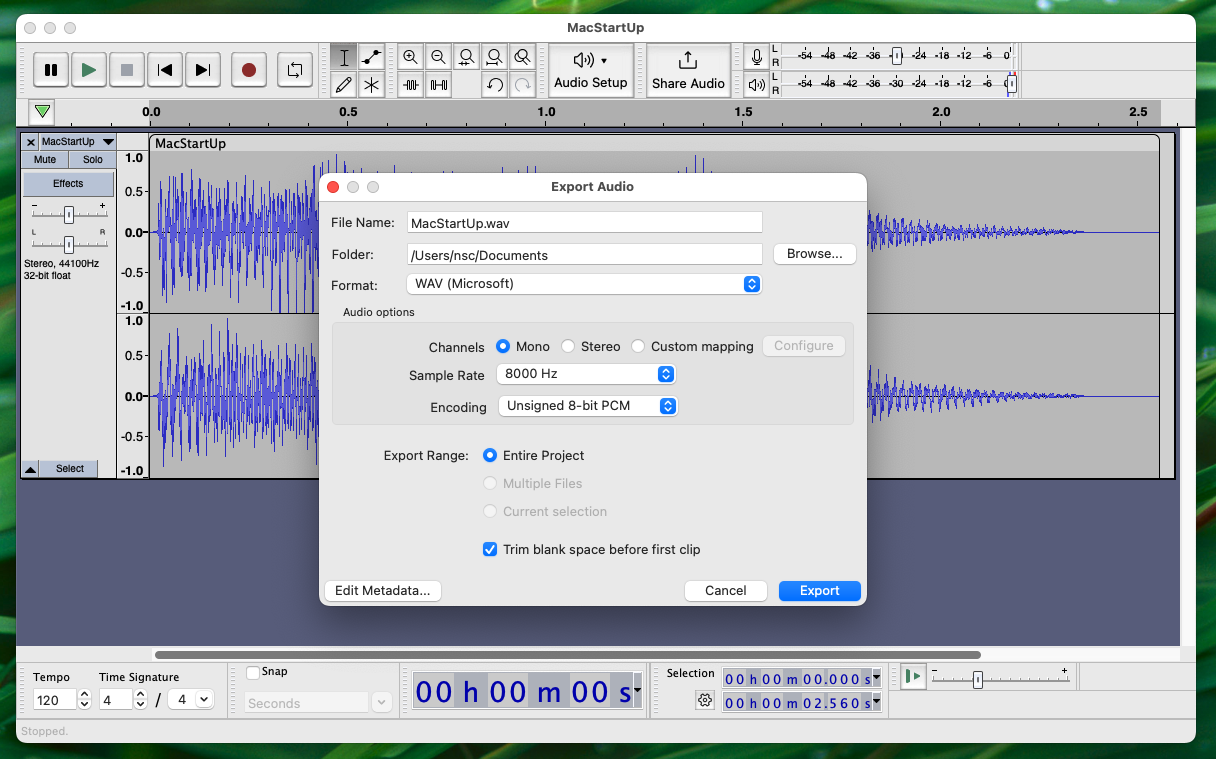 MacStartUp
L
R
-54 -48 -42 -36 -30 -24 -18 -12 -6 0
Audio Setup
Share Audio
L
R
-54 -48 -42 -36 -30 -24 -18 -12 -6 0
0.0 0.5 1.0 1.5 2.0 2.5
MacStartUp
Mute Solo
Effects
- +
L R
Stereo, 44100Hz
32-bit float
Select
1.0
0.5-
0.0-
-0.5-
-1.0
1.0
0.5-
0.0-
-0.5-
-1.0
MacStartUp
Export Audio
File Name: MacStartUp.wav
Folder: /Users/nsc/Documents Browse...
Format: WAV (Microsoft)
Audio options
Channels Mono Stereo Custom mapping Configure
Sample Rate 8000 Hz
Encoding Unsigned 8-bit PCM
Export Range: Entire Project
Multiple Files
Current selection
Trim blank space before first clip
Edit Metadata... Cancel Export
Tempo Time Signature
120 4 / 4
Snap
Seconds
00 h 00 m 00 s
Selection
00 h 00 m 00.000 s
00 h 00 m 02.560 s
- +
Stopped.